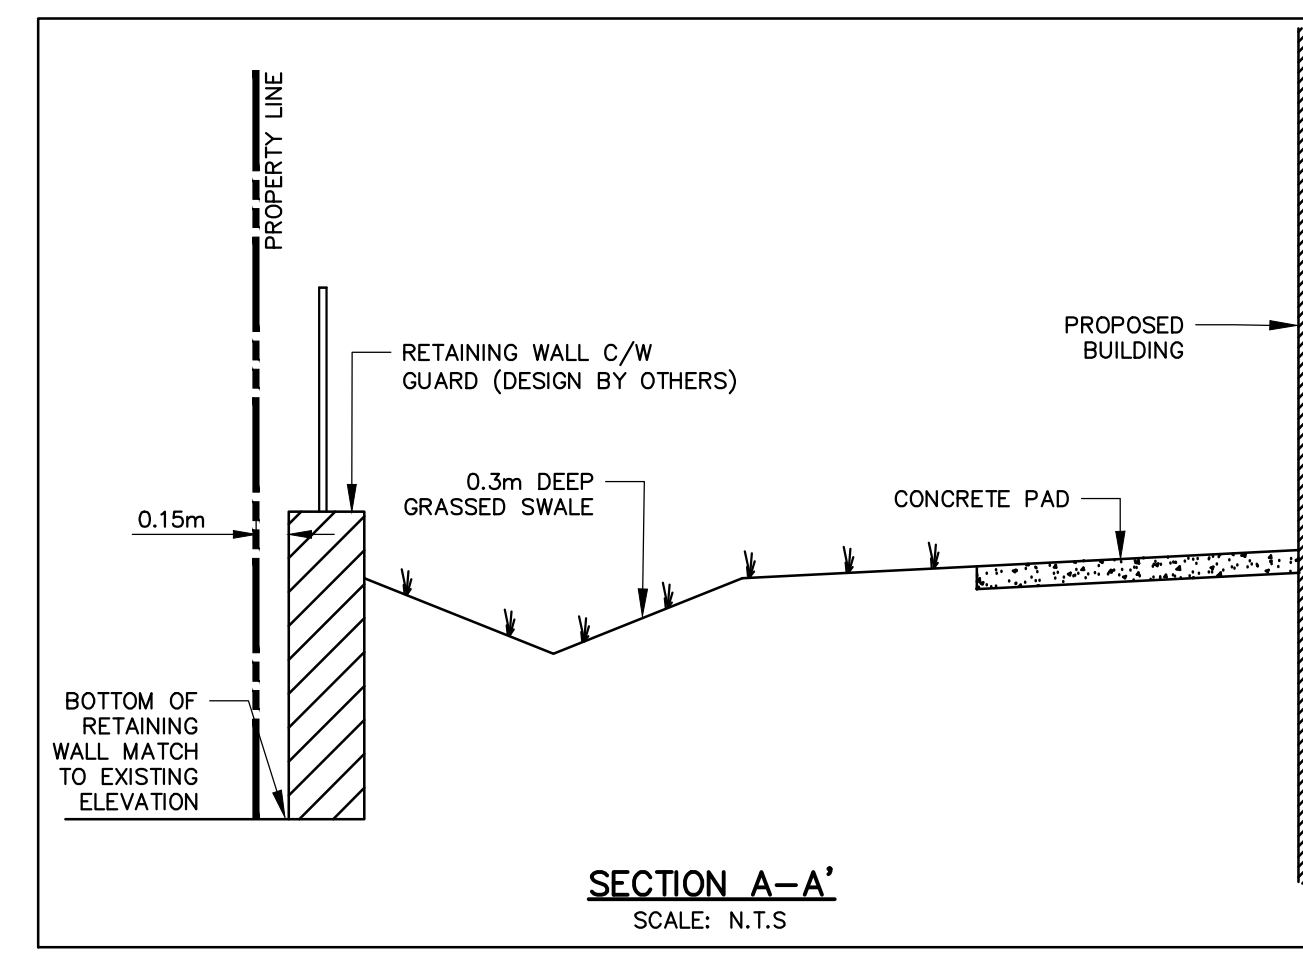 PROPERTY LINE
RETAINING WALL C/W
GUARD (DESIGN BY OTHERS)
PROPOSED
BUILDING
0.3m DEEP
GRASSED SWALE
CONCRETE PAD
0.15m
BOTTOM OF
RETAINING
WALL MATCH
TO EXISTING
ELEVATION
SECTION A-A'
SCALE: N.T.S